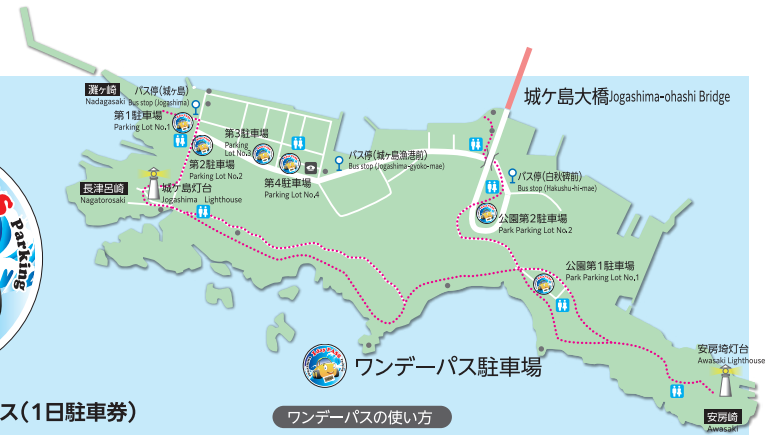 灘ヶ崎
Nadagasaki
バス停（城ヶ島）
Bus stop (Jogashima)
第1駐車場
Parking Lot No.1
第3駐車場
Parking
Lot No.3
第2駐車場
Parking Lot No.2
第4駐車場
Parking Lot No.4
バス停（城ヶ島漁港前）
Bus stop (Jogashima-gyoko-mae)
城ケ島大橋Jogashima-ohashi Bridge
バス停（白秋碑前）
Bus stop (Hakushu-hi-mae)
長津呂崎
Nagatorosaki
城ケ島灯台
Jogashima Lighthouse
公園第2駐車場
Park Parking Lot No.2
公園第1駐車場
Park Parking Lot No.1
Parking
安房埼灯台
Awasaki Lighthouse
安房崎
Awasaki
ワンデーパス駐車場
ス（1日駐車券）
ワンデーパスの使い方